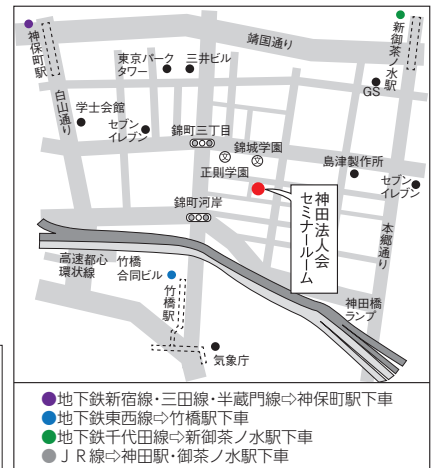 神保町駅
靖国通り
新御茶ノ水駅
東京パーク
タワー
三井ビル
白山通り
学士会館
セブン
イレブン
GS
錦町三丁目
錦城学園
正則学園
島津製作所
セブン
イレブン
錦町河岸
神田法人会
セミナールーム
本郷通り
高速都心
環状線
竹橋
合同ビル
竹橋駅
神田橋
ランプ
気象庁
●地下鉄新宿線・三田線・半蔵門線⇨神保町駅下車
●地下鉄東西線⇨竹橋駅下車
●地下鉄千代田線⇨新御茶ノ水駅下車
●ＪＲ線⇨神田駅・御茶ノ水駅下車